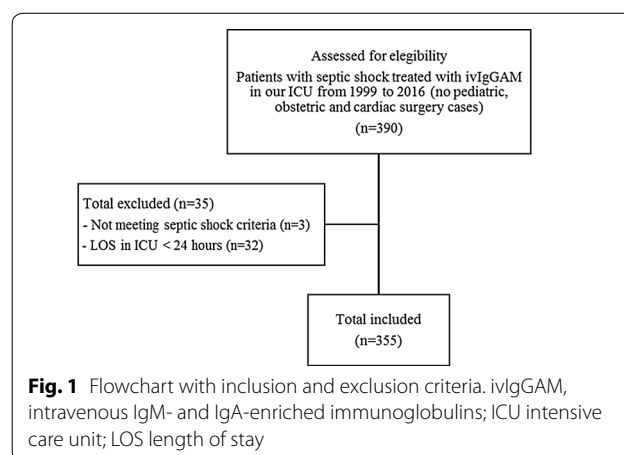 Assessed for elegibility
Patients with septic shock treated with ivIgGAM
in our ICU from 1999 to 2016 (no pediatric,
obstetric and cardiac surgery cases)
(n=390)
Total excluded (n=35)
- Not meeting septic shock criteria (n=3)
- LOS in ICU < 24 hours (n=32)
Total included
(n=355)
Fig. 1 Flowchart with inclusion and exclusion criteria. ivIgGAM,
intravenous IgM- and IgA-enriched immunoglobulins; ICU intensive
care unit; LOS length of stay